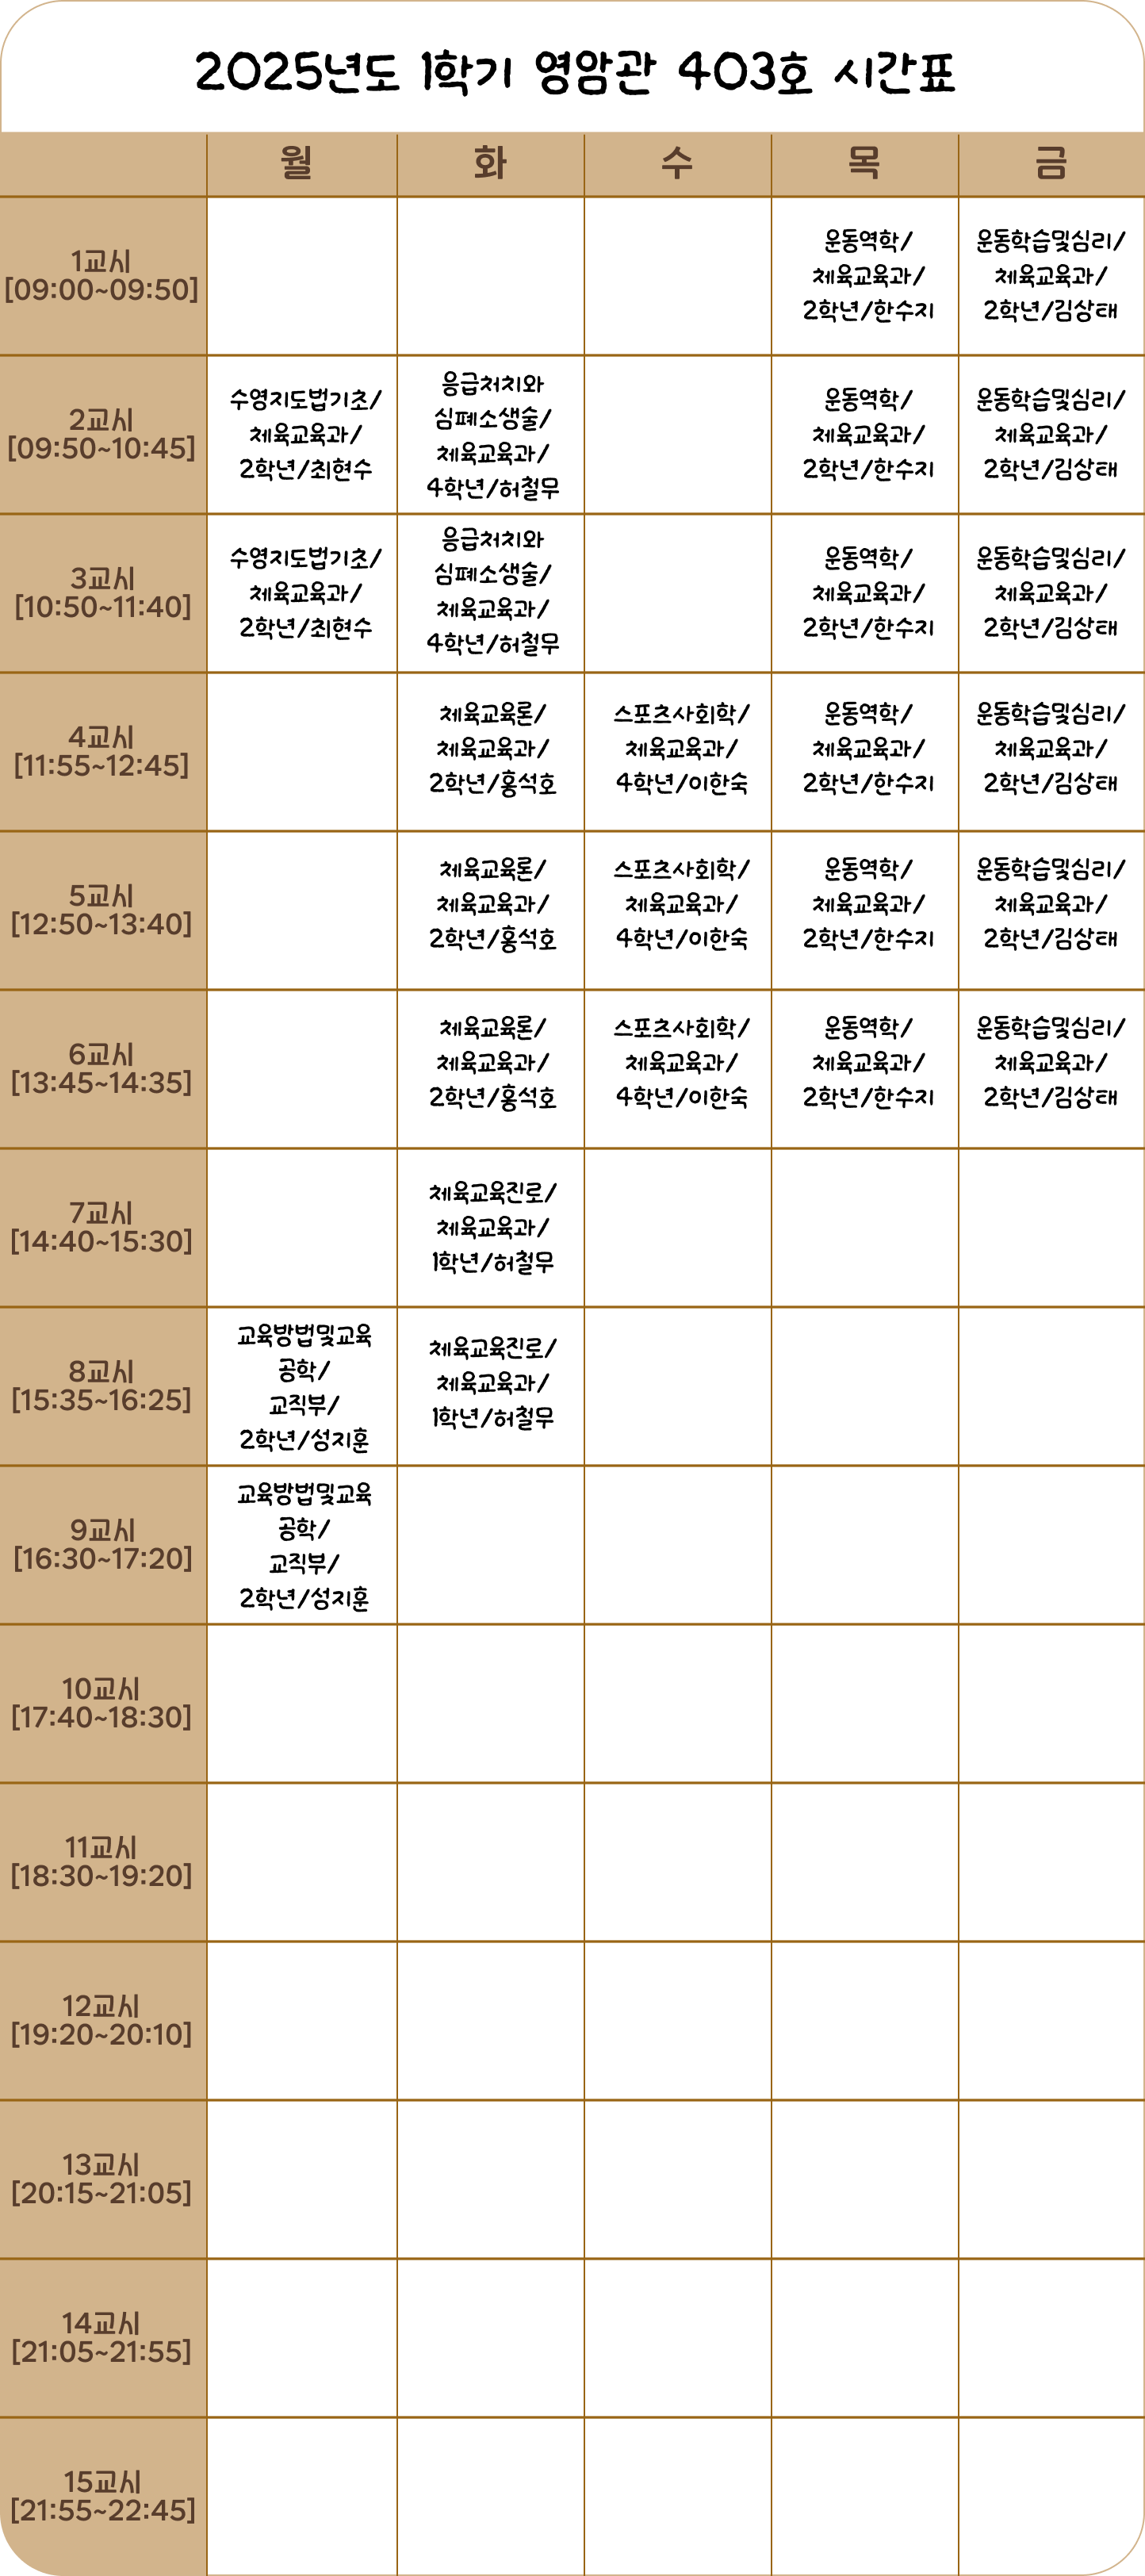 2025년도 1학기 영암관 403호 시간표
월 화 수 목 금
1교시
[09:00~09:50]
운동역학/
체육교육과/
2학년/한수지
운동학습및심리/
체육교육과/
2학년/김상태
2교시
[09:50~10:45]
수영지도법기초/
체육교육과/
2학년/최현수
응급처치와
심폐소생술/
체육교육과/
4학년/허철무
운동역학/
체육교육과/
2학년/한수지
운동학습및심리/
체육교육과/
2학년/김상태
3교시
[10:50~11:40]
수영지도법기초/
체육교육과/
2학년/최현수
응급처치와
심폐소생술/
체육교육과/
4학년/허철무
운동역학/
체육교육과/
2학년/한수지
운동학습및심리/
체육교육과/
2학년/김상태
4교시
[11:55~12:45]
체육교육론/
체육교육과/
2학년/홍석호
스포츠사회학/
체육교육과/
4학년/이한숙
운동역학/
체육교육과/
2학년/한수지
운동학습및심리/
체육교육과/
2학년/김상태
5교시
[12:50~13:40]
체육교육론/
체육교육과/
2학년/홍석호
스포츠사회학/
체육교육과/
4학년/이한숙
운동역학/
체육교육과/
2학년/한수지
운동학습및심리/
체육교육과/
2학년/김상태
6교시
[13:45~14:35]
체육교육론/
체육교육과/
2학년/홍석호
스포츠사회학/
체육교육과/
4학년/이한숙
운동역학/
체육교육과/
2학년/한수지
운동학습및심리/
체육교육과/
2학년/김상태
7교시
[14:40~15:30]
체육교육진로/
체육교육과/
1학년/허철무
8교시
[15:35~16:25]
교육방법및교육
공학/
교직부/
2학년/성지훈
체육교육진로/
체육교육과/
1학년/허철무
9교시
[16:30~17:20]
교육방법및교육
공학/
교직부/
2학년/성지훈
10교시
[17:40~18:30]
11교시
[18:30~19:20]
12교시
[19:20~20:10]
13교시
[20:15~21:05]
14교시
[21:05~21:55]
15교시
[21:55~22:45]